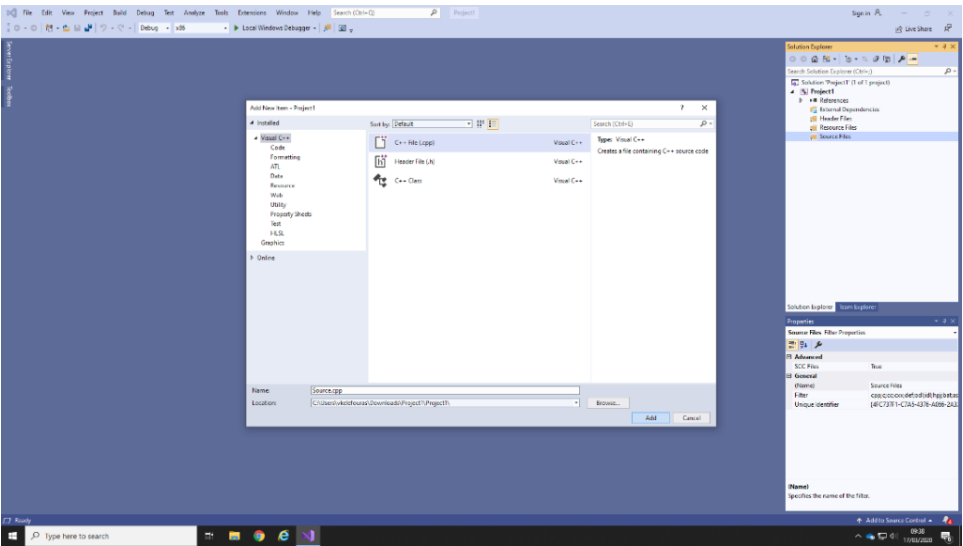 File Edit View Project Build Debug Test Analyze Tools Extensions Window Help Search (Ctrl+Q) Project1 Sign in
Debug x86 Local Windows Debugger Live Share
Server Explorer
Toolbox
Solution Explorer
Search Solution Explorer (Ctrl+;)
Solution 'Project1' (1 of 1 project)
Project1
References
External Dependencies
Header Files
Resource Files
Source Files
Add New Item - Project1 ? X
Installed
Sort by: Default
Search (Ctrl+E)
Visual C++
Code
Formatting
ATL
Data
Resource
Web
Utility
Property Sheets
Test
HLSL
Graphics
Online
C++ File (.cpp) Visual C++
Header File (.h) Visual C++
C++ Class Visual C++
Type: Visual C++
Creates a file containing C++ source code
Name: Source.cpp
Location:
Browse...
Add Cancel
Solution Explorer Team Explorer
Properties
Source Files Filter Properties
Advanced
SCC Files True
General
(Name) Source Files
Filter
Unique Identifier
(Name)
Specifies the name of the filter.
Ready Add to Source Control
Type here to search
09:30
17/03/2020